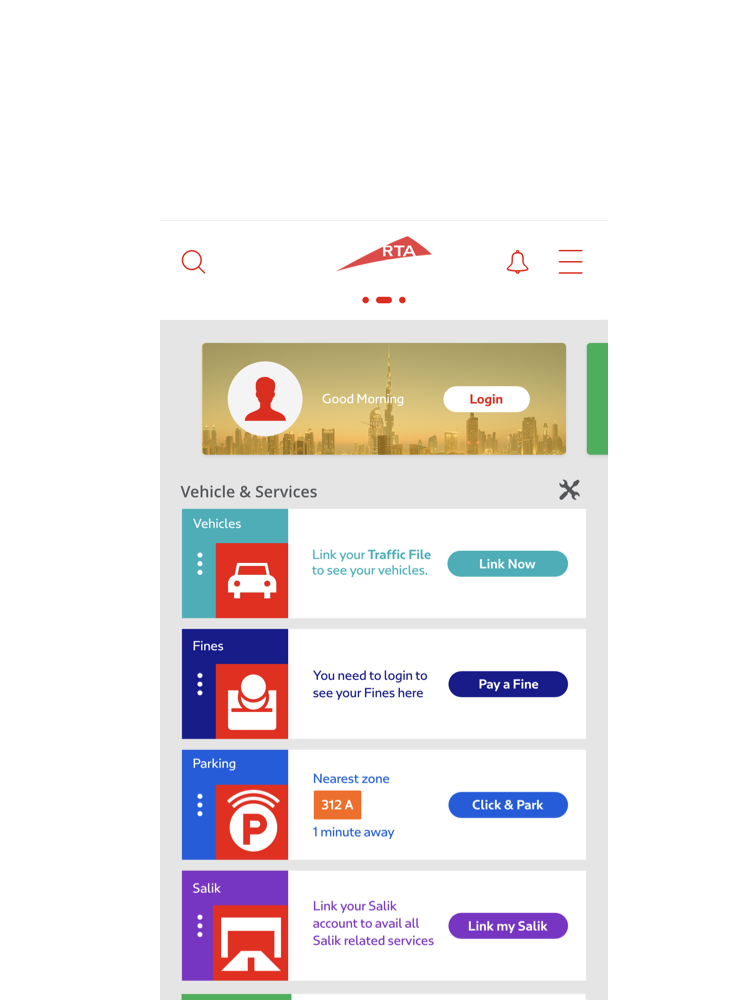 RTA
Good Morning
Login
Vehicle & Services
Vehicles
Link your Traffic File
to see your vehicles.
Link Now
Fines
You need to login to
see your Fines here
Pay a Fine
Parking
Nearest zone
312 A
1 minute away
Click & Park
P
Salik
Link your Salik
account to avail all
Salik related services
Link my Salik